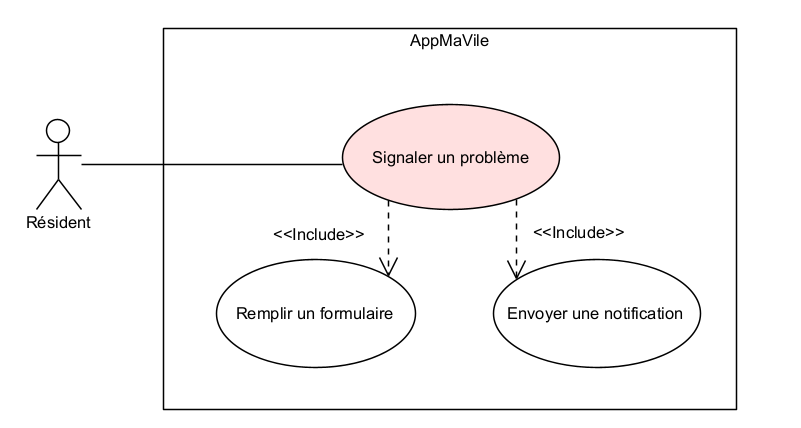 AppMaVile
Signaler un problème
Résident
<<Include>>
<<Include>>
Remplir un formulaire
Envoyer une notification